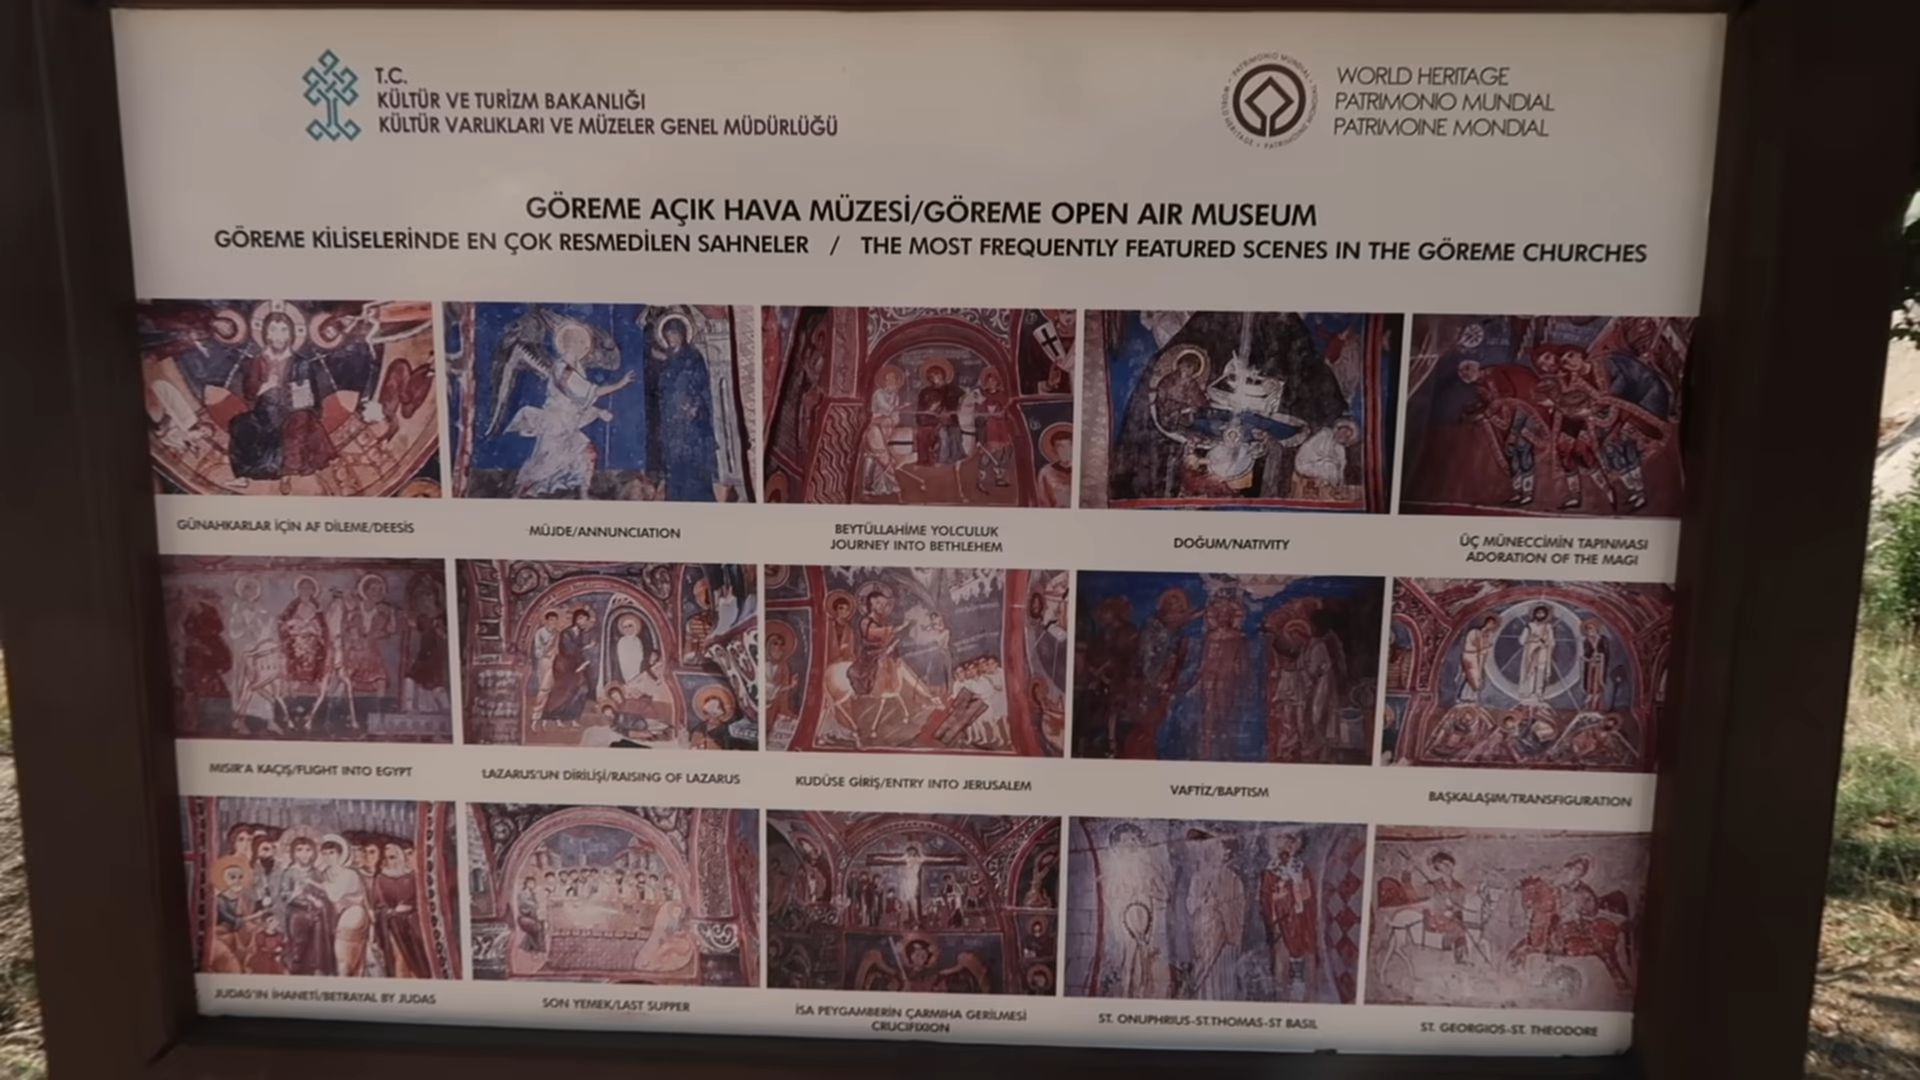 T.C.
KÜLTÜR VE TURİZM BAKANLIĞI
KÜLTÜR VARLIKLARI VE MÜZELER GENEL MÜDÜRLÜĞÜ
WORLD HERITAGE
PATRIMONIO MUNDIAL
PATRIMOINE MONDIAL
WORLD HERITAGE • PATRIMOINE MONDIAL • PATRIMONIO MUNDIAL •
GÖREME AÇIK HAVA MÜZESİ/GÖREME OPEN AIR MUSEUM
GÖREME KİLİSELERİNDE EN ÇOK RESMEDİLEN SAHNELER / THE MOST FREQUENTLY FEATURED SCENES IN THE GÖREME CHURCHES
GÜNAHKARLAR İÇİN AF DİLEME/DEESIS
MÜJDE/ANNUNCIATION
BEYTÜLLAHİME YOLCULUK
JOURNEY INTO BETHLEHEM
DOĞUM/NATIVITY
ÜÇ MÜNECCİMİN TAPINMASI
ADORATION OF THE MAGI
MISIR'A KAÇIŞ/FLIGHT INTO EGYPT
LAZARUS'UN DİRİLİŞİ/RAISING OF LAZARUS
KUDÜSE GİRİŞ/ENTRY INTO JERUSALEM
VAFTİZ/BAPTISM
BAŞKALAŞIM/TRANSFIGURATION
JUDAS'IN İHANETİ/BETRAYAL BY JUDAS
SON YEMEK/LAST SUPPER
İSA PEYGAMBERİN ÇARMIHA GERİLMESİ
CRUCIFIXION
ST. ONUPHRIUS-ST.THOMAS-ST BASIL
ST. GEORGIOS-ST. THEODORE